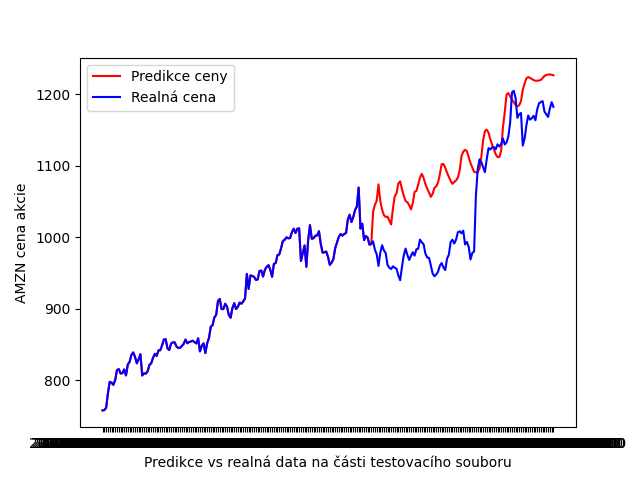 Predikce ceny
Realná cena
1200
1100
1000
900
800
AMZN cena akcie
Predikce vs realná data na části testovacího souboru